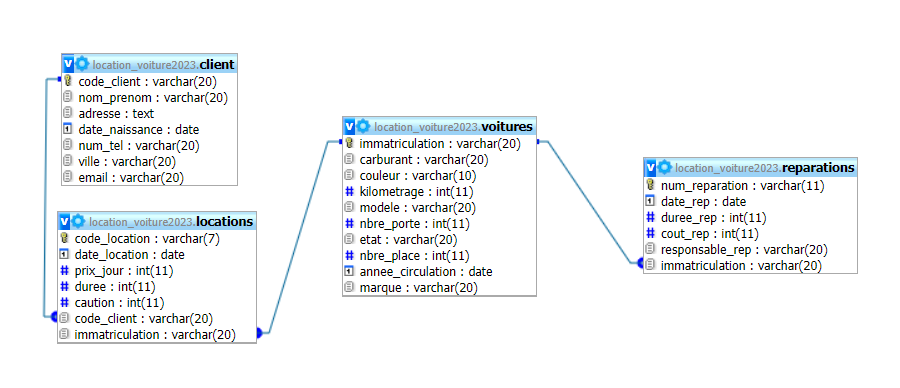 location_voiture2023.client
code_client : varchar(20)
nom_prenom : varchar(20)
adresse : text
date_naissance : date
num_tel : varchar(20)
ville : varchar(20)
email : varchar(20)
location_voiture2023.locations
code_location : varchar(7)
date_location : date
prix_jour : int(11)
duree : int(11)
caution : int(11)
code_client : varchar(20)
immatriculation : varchar(20)
location_voiture2023.voitures
immatriculation : varchar(20)
carburant : varchar(20)
couleur : varchar(10)
kilometrage : int(11)
modele : varchar(20)
nbre_porte : int(11)
etat : varchar(20)
nbre_place : int(11)
annee_circulation : date
marque : varchar(20)
location_voiture2023.reparations
num_reparation : varchar(11)
date_rep : date
duree_rep : int(11)
cout_rep : int(11)
responsable_rep : varchar(20)
immatriculation : varchar(20)